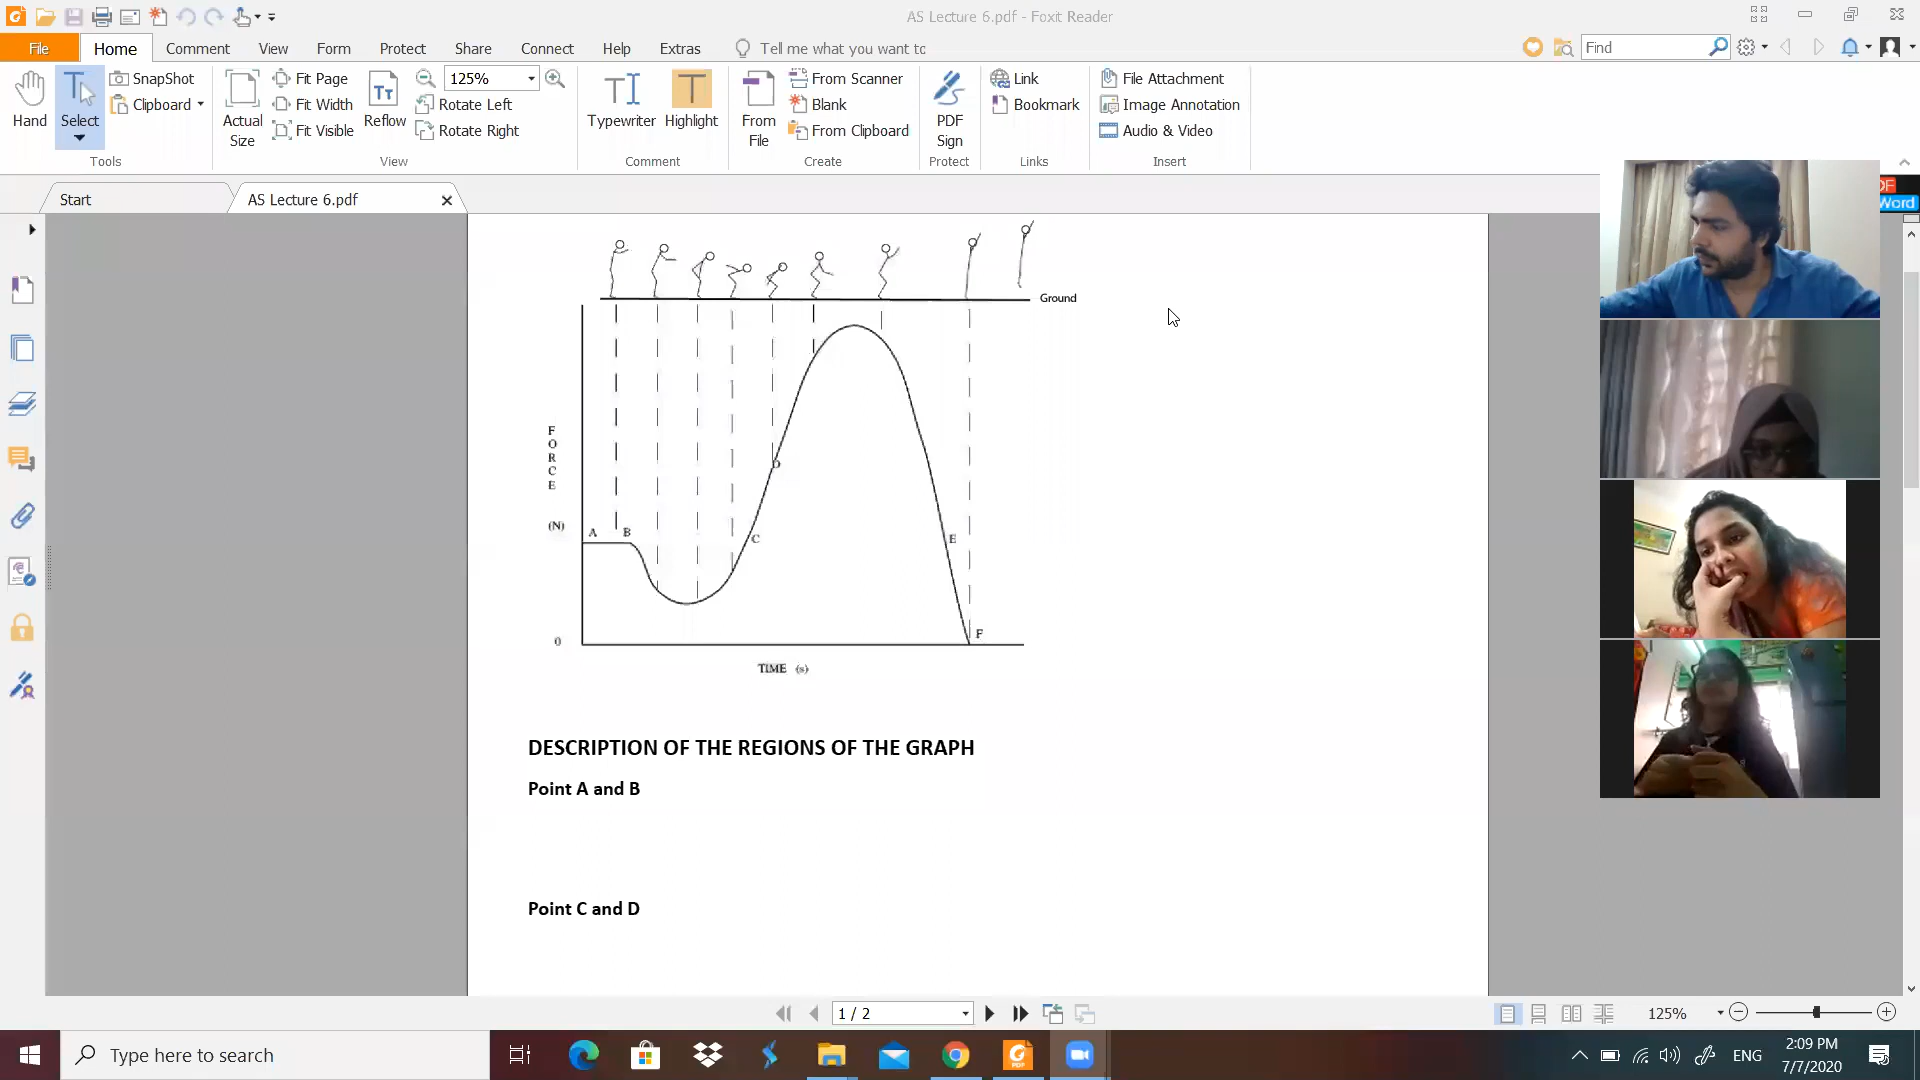 AS Lecture 6.pdf - Foxit Reader
File Home Comment View Form Protect Share Connect Help Extras Tell me what you want to Find
Hand
Select
SnapShot
Clipboard
Tools
Actual
Size
Fit Page
Fit Width
Fit Visible
Reflow
125%
Rotate Left
Rotate Right
View
Typewriter
Highlight
Comment
From
File
From Scanner
Blank
From Clipboard
Create
PDF
Sign
Protect
Link
Bookmark
Links
File Attachment
Image Annotation
Audio & Video
Insert
Start
AS Lecture 6.pdf
Word
Ground
F
O
R
C
E
(N)
A
B
C
D
E
F
0
TIME (s)
DESCRIPTION OF THE REGIONS OF THE GRAPH
Point A and B
Point C and D
1 / 2
125%
Type here to search
ENG
2:09 PM
7/7/2020